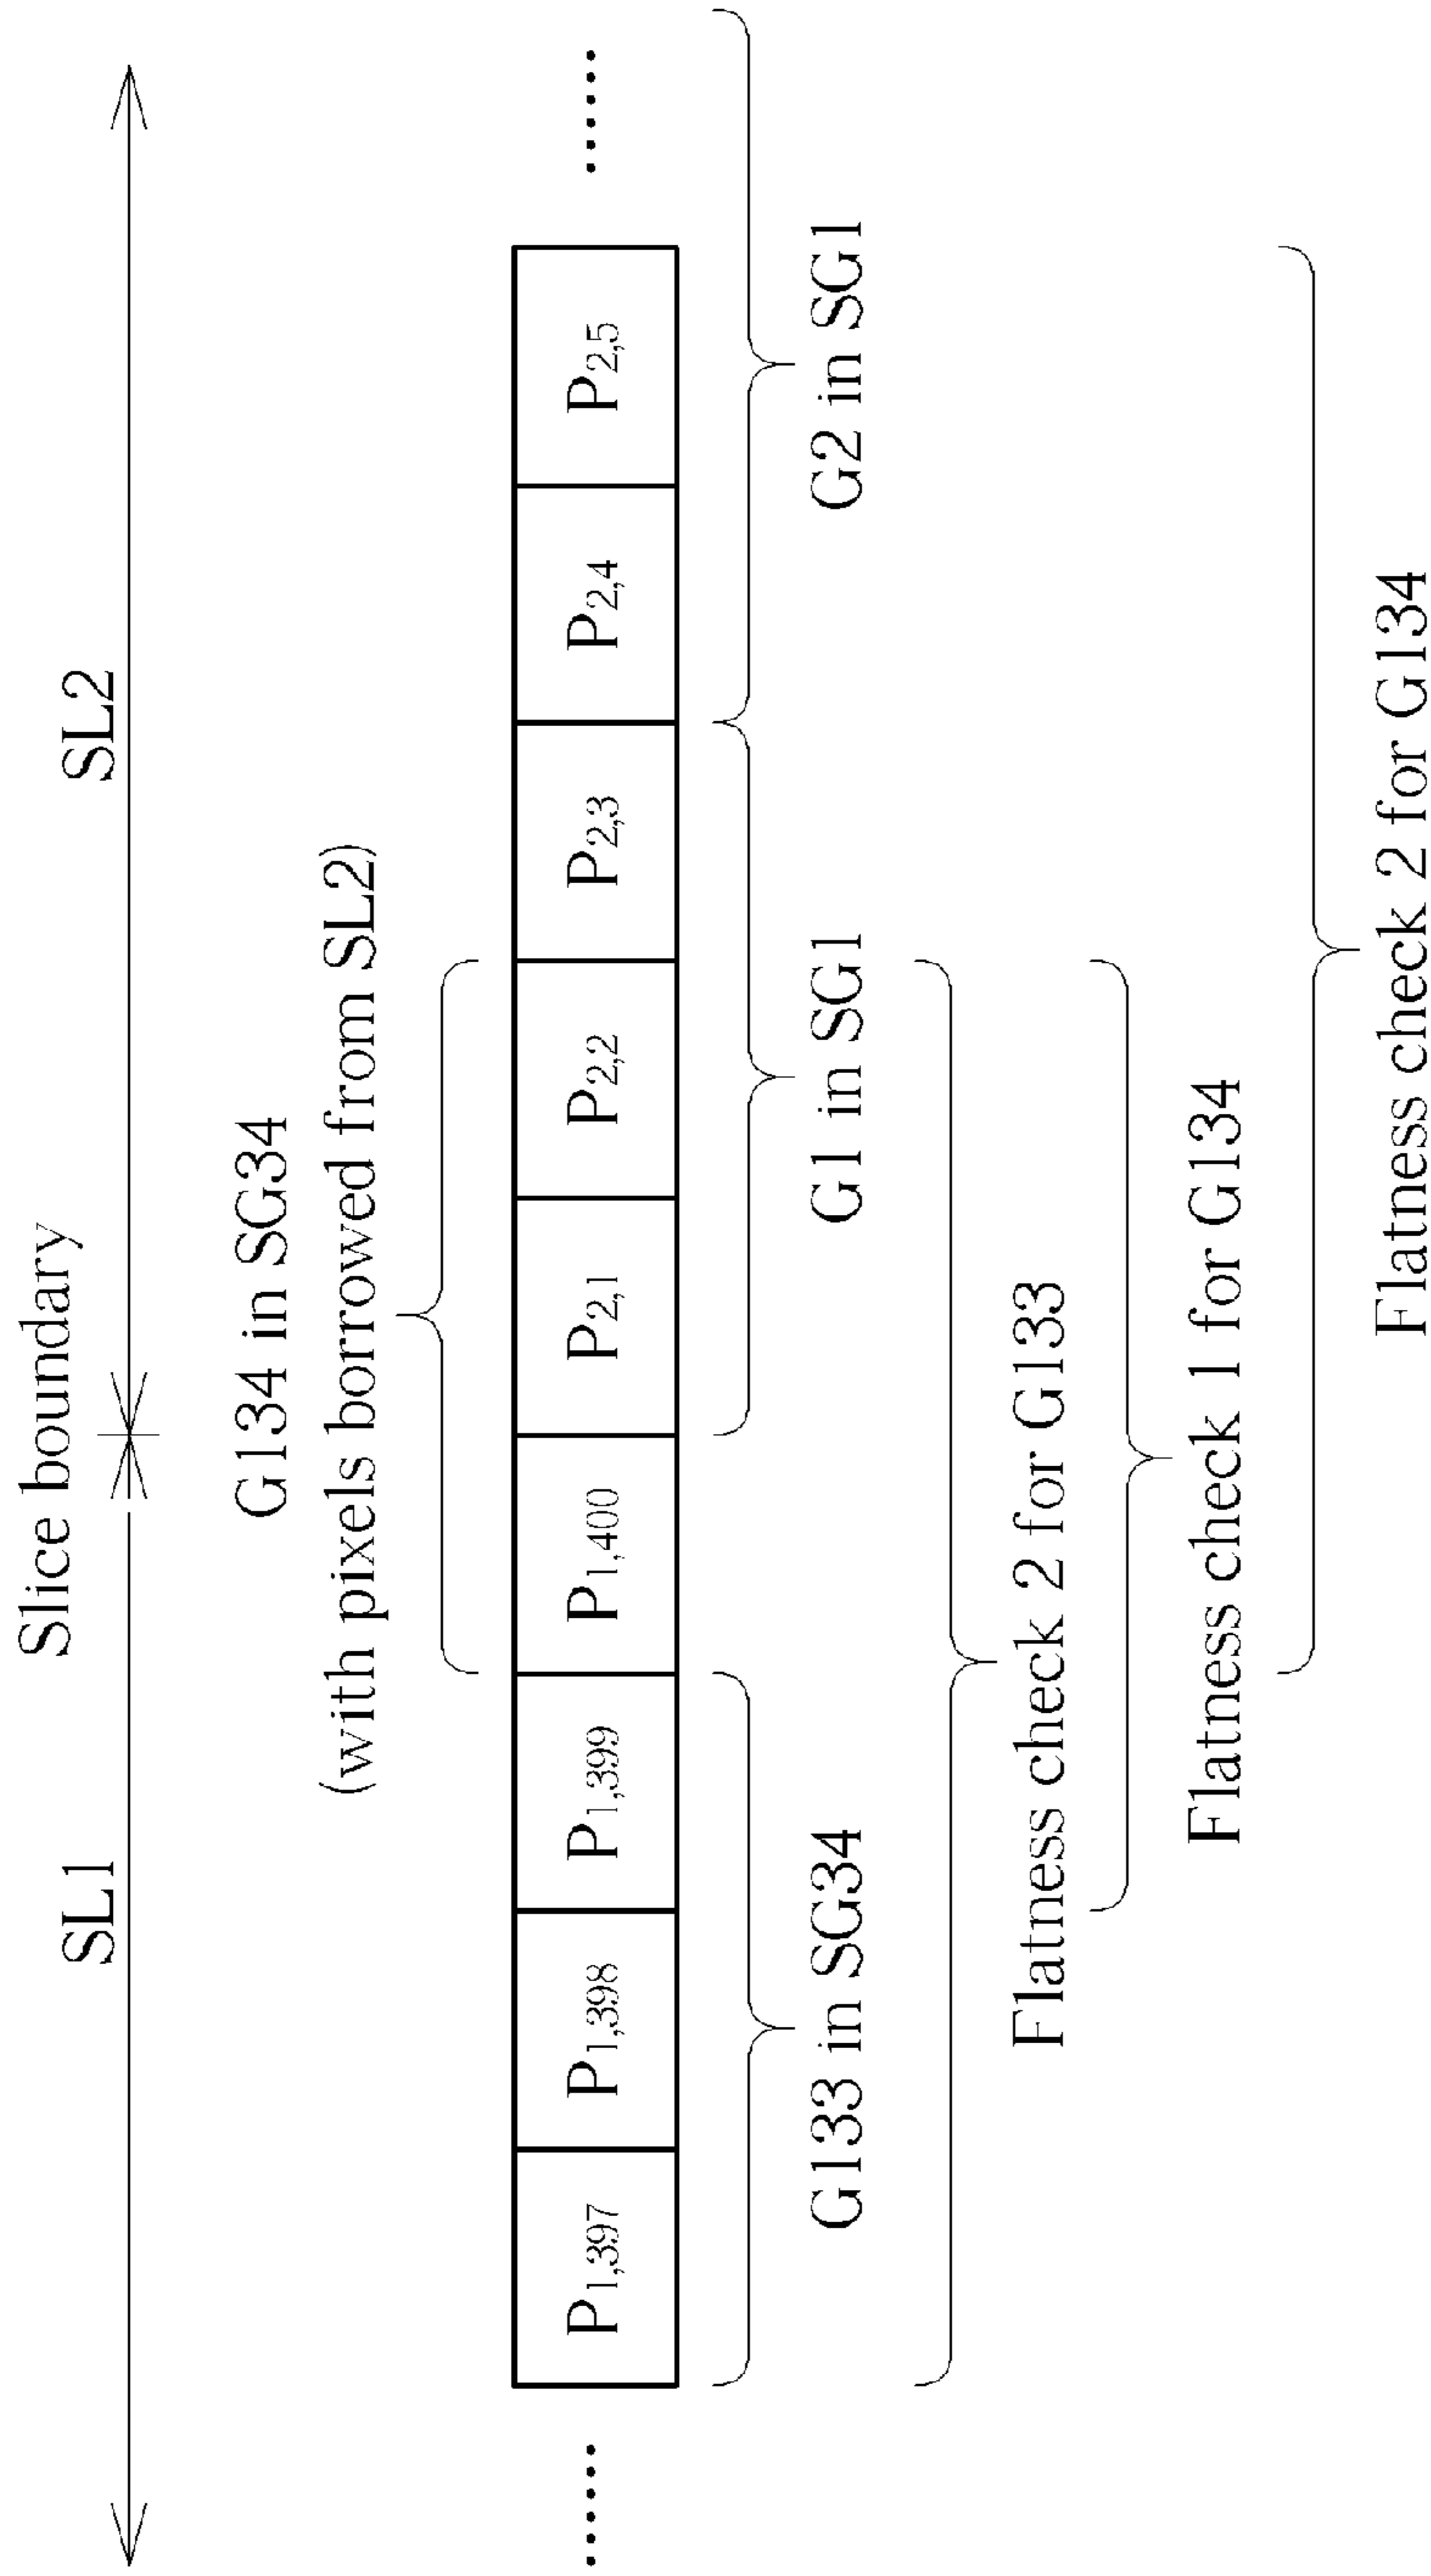 Slice boundary
SL1
SL2
G134 in SG34
(with pixels borrowed from SL2)
...... P1,397 P1,398 P1,399 P1,400 P2,1 P2,2 P2,3 P2,4 P2,5 ......
G133 in SG34
G1 in SG1
G2 in SG1
Flatness check 2 for G133
Flatness check 1 for G134
Flatness check 2 for G134